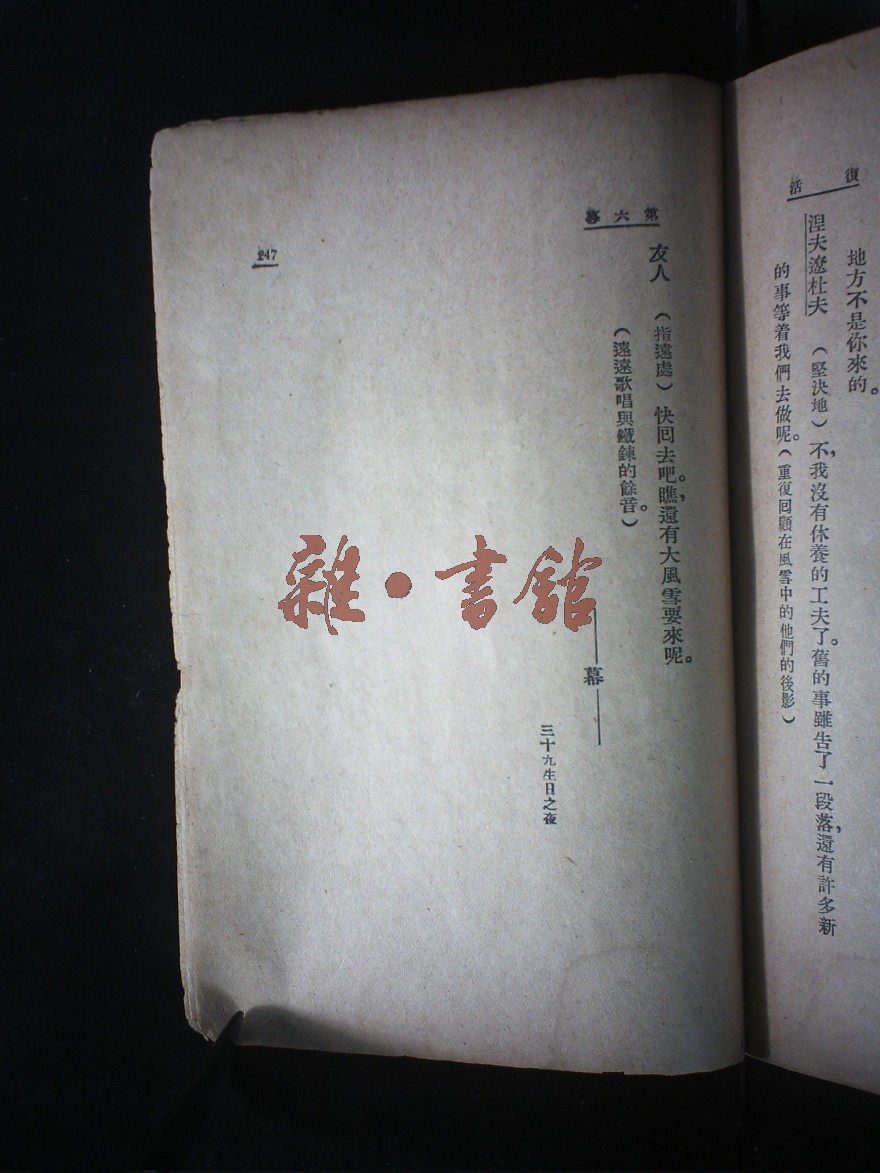 復活
地方不是你來的。
涅夫遼杜夫　（堅決地）不，我沒有休養的工夫了。舊的事雖告了一段落，還有許多新
的事等着我們去做呢。（重復回顧在風雪中的他們的後影）
第六幕
友人　（指遠處）快回去吧。瞧，還有大風雪要來呢。
（遠遠歌唱與鐵鍊的餘音。）
——幕——
三十九生日之夜
247
雜·書館